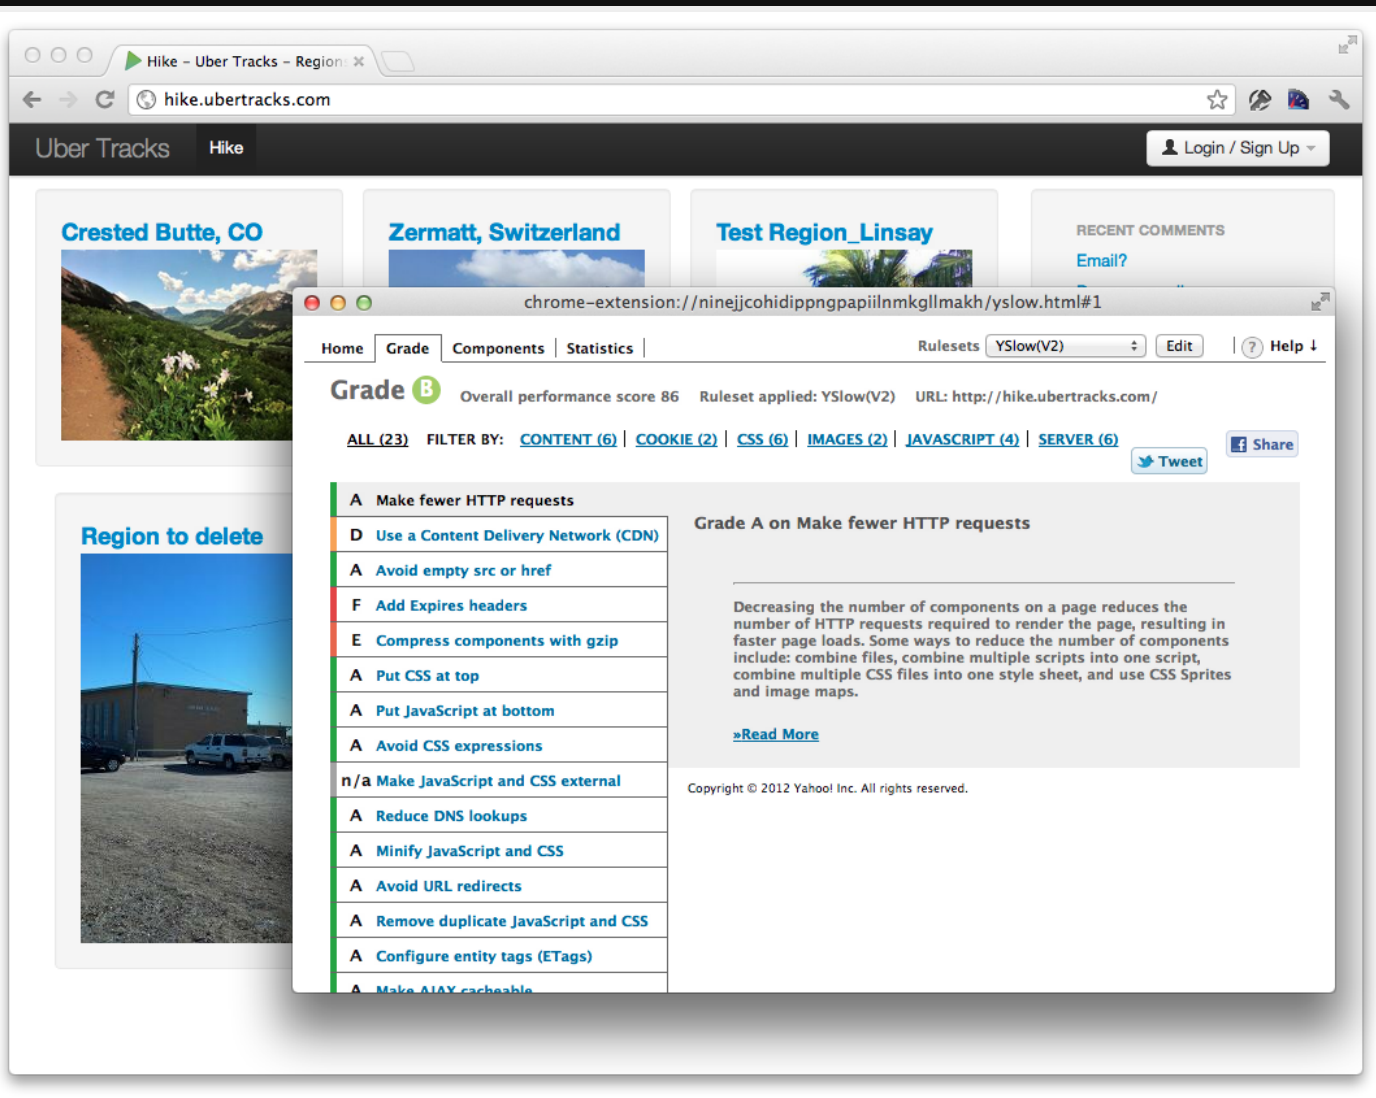 Hike – Uber Tracks – Region
hike.ubertracks.com
Uber Tracks Hike Login / Sign Up
Crested Butte, CO
Zermatt, Switzerland
Test Region_Linsay
RECENT COMMENTS
Email?
Region to delete
chrome-extension://ninejjcohidippngpapiilnmkgllmakh/yslow.html#1
Home Grade Components Statistics Rulesets YSlow(V2) Edit ? Help ↓
Grade B Overall performance score 86 Ruleset applied: YSlow(V2) URL: http://hike.ubertracks.com/
ALL (23) FILTER BY: CONTENT (6) | COOKIE (2) | CSS (6) | IMAGES (2) | JAVASCRIPT (4) | SERVER (6)
Tweet
f Share
A Make fewer HTTP requests
D Use a Content Delivery Network (CDN)
A Avoid empty src or href
F Add Expires headers
E Compress components with gzip
A Put CSS at top
A Put JavaScript at bottom
A Avoid CSS expressions
n/a Make JavaScript and CSS external
A Reduce DNS lookups
A Minify JavaScript and CSS
A Avoid URL redirects
A Remove duplicate JavaScript and CSS
A Configure entity tags (ETags)
A Make AJAX cacheable
Grade A on Make fewer HTTP requests
Decreasing the number of components on a page reduces the
number of HTTP requests required to render the page, resulting in
faster page loads. Some ways to reduce the number of components
include: combine files, combine multiple scripts into one script,
combine multiple CSS files into one style sheet, and use CSS Sprites
and image maps.
»Read More
Copyright © 2012 Yahoo! Inc. All rights reserved.